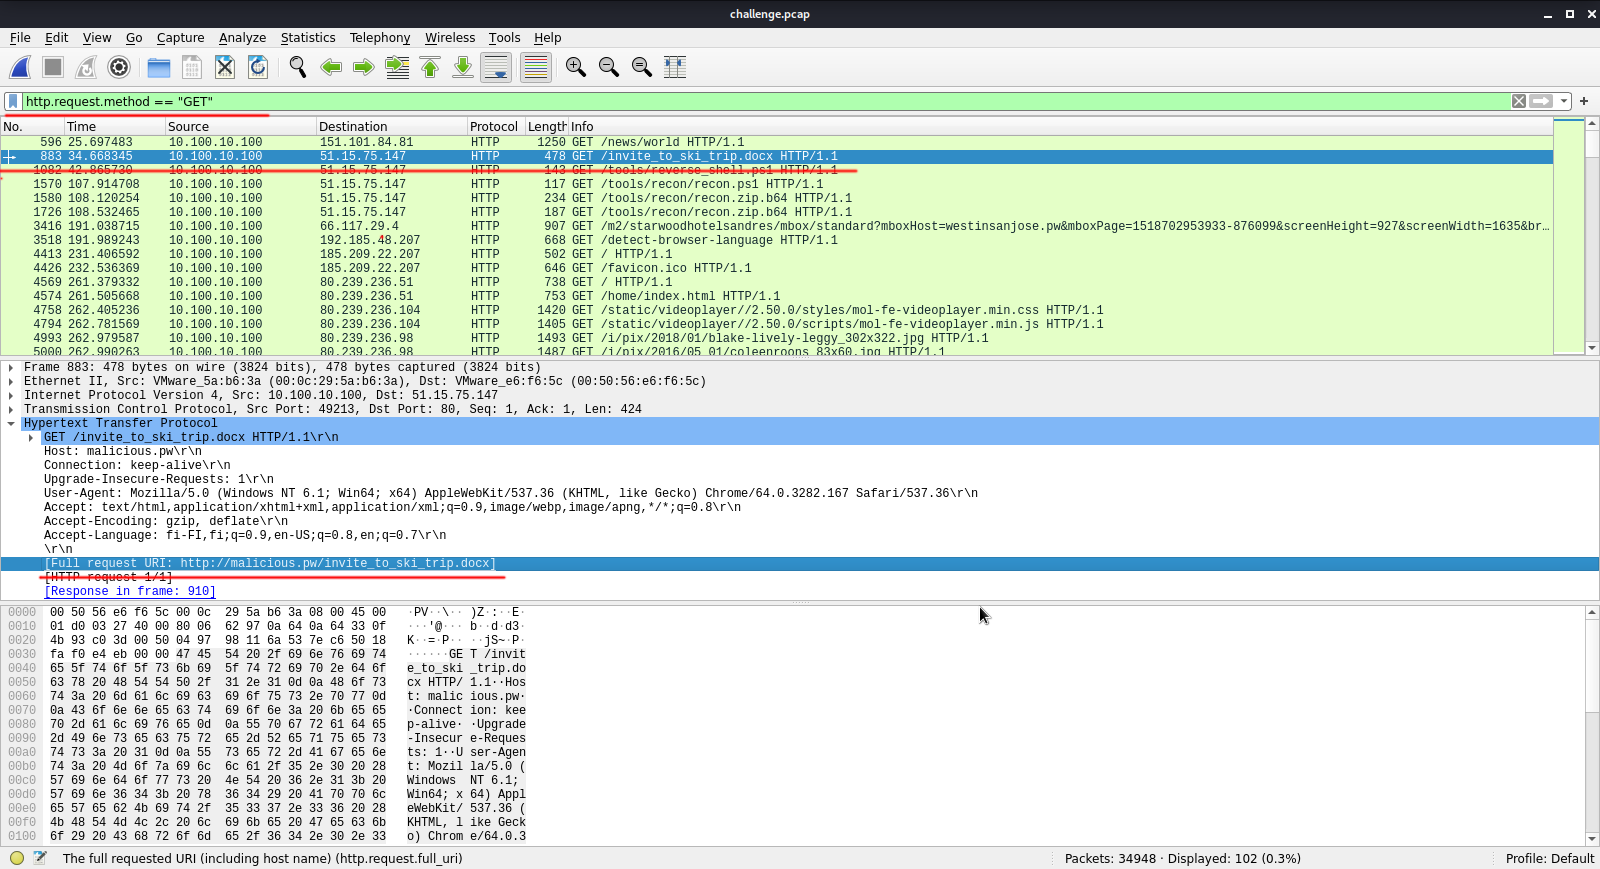 challenge.pcap
File Edit View Go Capture Analyze Statistics Telephony Wireless Tools Help
http.request.method == "GET"
No. Time Source Destination Protocol Length Info
596 25.697483 10.100.10.100 151.101.84.81 HTTP 1250 GET /news/world HTTP/1.1
883 34.668345 10.100.10.100 51.15.75.147 HTTP 478 GET /invite_to_ski_trip.docx HTTP/1.1
1082 42.865730 10.100.10.100 51.15.75.147 HTTP 143 GET /tools/reverse_shell.ps1 HTTP/1.1
1570 107.914708 10.100.10.100 51.15.75.147 HTTP 117 GET /tools/recon/recon.ps1 HTTP/1.1
1580 108.120254 10.100.10.100 51.15.75.147 HTTP 234 GET /tools/recon/recon.zip.b64 HTTP/1.1
1726 108.532465 10.100.10.100 51.15.75.147 HTTP 187 GET /tools/recon/recon.zip.b64 HTTP/1.1
3416 191.038715 10.100.10.100 66.117.29.4 HTTP 907 GET /m2/starwoodhotelsandres/mbox/standard?mboxHost=westinsanjose.pw&mboxPage=1518702953933-876099&screenHeight=927&screenWidth=1635&br…
3518 191.989243 10.100.10.100 192.185.48.207 HTTP 668 GET /detect-browser-language HTTP/1.1
4413 231.406592 10.100.10.100 185.209.22.207 HTTP 502 GET / HTTP/1.1
4426 232.536369 10.100.10.100 185.209.22.207 HTTP 646 GET /favicon.ico HTTP/1.1
4569 261.379332 10.100.10.100 80.239.236.51 HTTP 738 GET / HTTP/1.1
4574 261.505668 10.100.10.100 80.239.236.51 HTTP 753 GET /home/index.html HTTP/1.1
4758 262.405236 10.100.10.100 80.239.236.104 HTTP 1420 GET /static/videoplayer//2.50.0/styles/mol-fe-videoplayer.min.css HTTP/1.1
4794 262.781569 10.100.10.100 80.239.236.104 HTTP 1405 GET /static/videoplayer//2.50.0/scripts/mol-fe-videoplayer.min.js HTTP/1.1
4993 262.979587 10.100.10.100 80.239.236.98 HTTP 1493 GET /i/pix/2018/01/blake-lively-leggy_302x322.jpg HTTP/1.1
5000 262.990263 10.100.10.100 80.239.236.98 HTTP 1487 GET /i/pix/2016/05_01/coleenroons_83x60.jpg HTTP/1.1
Frame 883: 478 bytes on wire (3824 bits), 478 bytes captured (3824 bits)
Ethernet II, Src: VMware_5a:b6:3a (00:0c:29:5a:b6:3a), Dst: VMware_e6:f6:5c (00:50:56:e6:f6:5c)
Internet Protocol Version 4, Src: 10.100.10.100, Dst: 51.15.75.147
Transmission Control Protocol, Src Port: 49213, Dst Port: 80, Seq: 1, Ack: 1, Len: 424
Hypertext Transfer Protocol
GET /invite_to_ski_trip.docx HTTP/1.1\r\n
Host: malicious.pw\r\n
Connection: keep-alive\r\n
Upgrade-Insecure-Requests: 1\r\n
User-Agent: Mozilla/5.0 (Windows NT 6.1; Win64; x64) AppleWebKit/537.36 (KHTML, like Gecko) Chrome/64.0.3282.167 Safari/537.36\r\n
Accept: text/html,application/xhtml+xml,application/xml;q=0.9,image/webp,image/apng,*/*;q=0.8\r\n
Accept-Encoding: gzip, deflate\r\n
Accept-Language: fi-FI,fi;q=0.9,en-US;q=0.8,en;q=0.7\r\n
\r\n
[Full request URI: http://malicious.pw/invite_to_ski_trip.docx]
[HTTP request 1/1]
[Response in frame: 910]
0000 00 50 56 e6 f6 5c 00 0c 29 5a b6 3a 08 00 45 00 ·PV··\·· )Z·:··E·
0010 01 d0 03 27 40 00 80 06 62 97 0a 64 0a 64 33 0f ···'@··· b··d·d3·
0020 4b 93 c0 3d 00 50 04 97 98 11 6a 53 7e c6 50 18 K··=·P·· ··jS~·P·
0030 fa f0 e4 eb 00 00 47 45 54 20 2f 69 6e 76 69 74 ······GE T /invit
0040 65 5f 74 6f 5f 73 6b 69 5f 74 72 69 70 2e 64 6f e_to_ski _trip.do
0050 63 78 20 48 54 54 50 2f 31 2e 31 0d 0a 48 6f 73 cx HTTP/ 1.1··Hos
0060 74 3a 20 6d 61 6c 69 63 69 6f 75 73 2e 70 77 0d t: malic ious.pw·
0070 0a 43 6f 6e 6e 65 63 74 69 6f 6e 3a 20 6b 65 65 ·Connect ion: kee
0080 70 2d 61 6c 69 76 65 0d 0a 55 70 67 72 61 64 65 p-alive· ·Upgrade
0090 2d 49 6e 73 65 63 75 72 65 2d 52 65 71 75 65 73 -Insecur e-Reques
00a0 74 73 3a 20 31 0d 0a 55 73 65 72 2d 41 67 65 6e ts: 1··U ser-Agen
00b0 74 3a 20 4d 6f 7a 69 6c 6c 61 2f 35 2e 30 20 28 t: Mozil la/5.0 (
00c0 57 69 6e 64 6f 77 73 20 4e 54 20 36 2e 31 3b 20 Windows NT 6.1;
00d0 57 69 6e 36 34 3b 20 78 36 34 29 20 41 70 70 6c Win64; x 64) Appl
00e0 65 57 65 62 4b 69 74 2f 35 33 37 2e 33 36 20 28 eWebKit/ 537.36 (
00f0 4b 48 54 4d 4c 2c 20 6c 69 6b 65 20 47 65 63 6b KHTML, l ike Geck
0100 6f 29 20 43 68 72 6f 6d 65 2f 36 34 2e 30 2e 33 o) Chrom e/64.0.3
The full requested URI (including host name) (http.request.full_uri)
Packets: 34948 · Displayed: 102 (0.3%)
Profile: Default